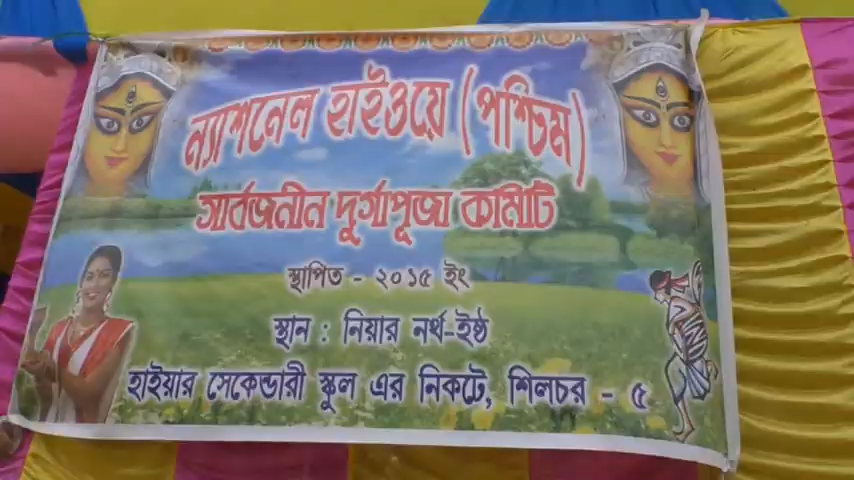 ন্যাশনেল হাইওয়ে (পশ্চিম)
সার্বজনীন দুর্গাপূজা কমিটি
স্থাপিত - ২০১৫ ইং
স্থান : নিয়ার নর্থ-ইষ্ঠ
হাইয়ার সেকেন্ডারী স্কুল এর নিকটে, শিলচর - ৫